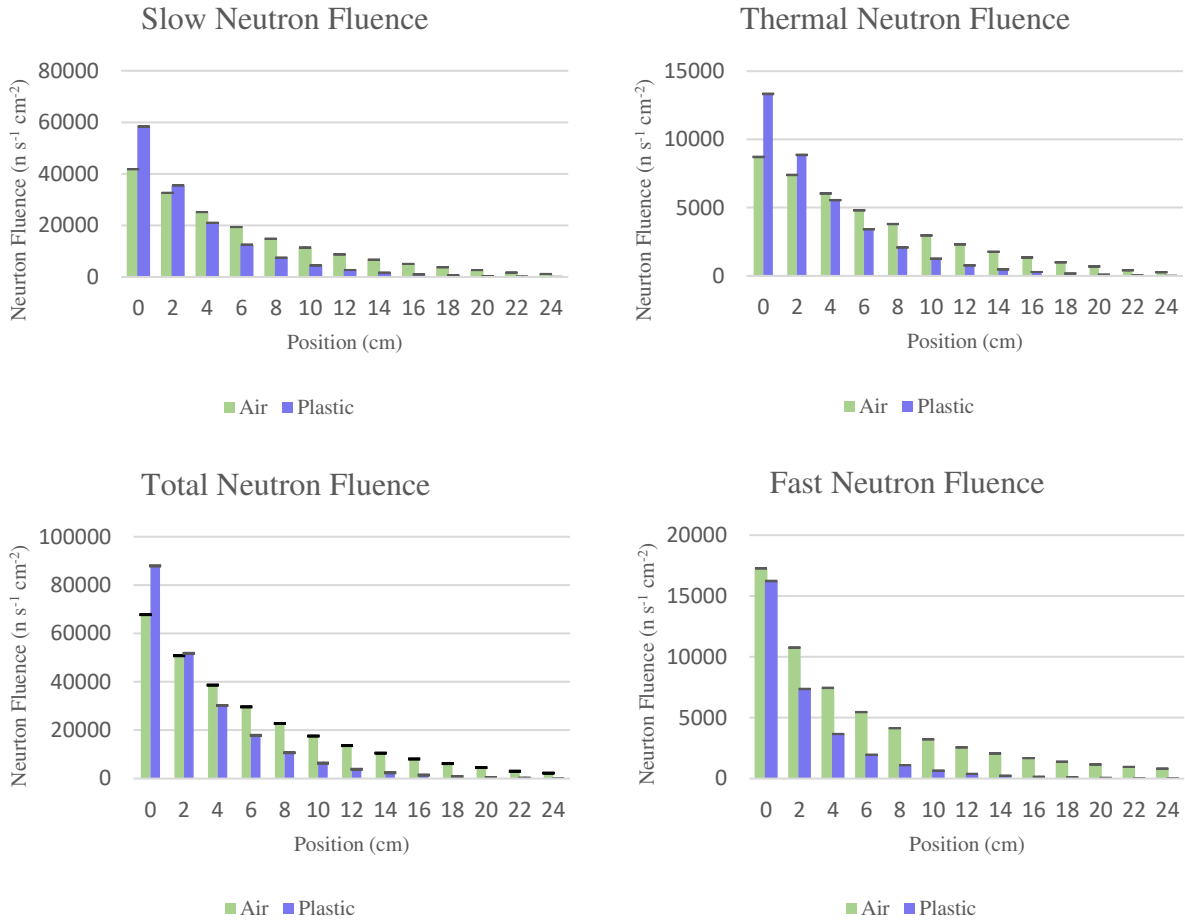 Slow Neutron Fluence
Neurton Fluence (n s⁻¹ cm⁻²)
80000
60000
40000
20000
0
0 2 4 6 8 10 12 14 16 18 20 22 24
Position (cm)
Air Plastic
Thermal Neutron Fluence
Neurton Fluence (n s⁻¹ cm⁻²)
15000
10000
5000
0
0 2 4 6 8 10 12 14 16 18 20 22 24
Position (cm)
Air Plastic
Total Neutron Fluence
Neurton Fluence (n s⁻¹ cm⁻²)
100000
80000
60000
40000
20000
0
0 2 4 6 8 10 12 14 16 18 20 22 24
Position (cm)
Air Plastic
Fast Neutron Fluence
Neurton Fluence (n s⁻¹ cm⁻²)
20000
15000
10000
5000
0
0 2 4 6 8 10 12 14 16 18 20 22 24
Position (cm)
Air Plastic